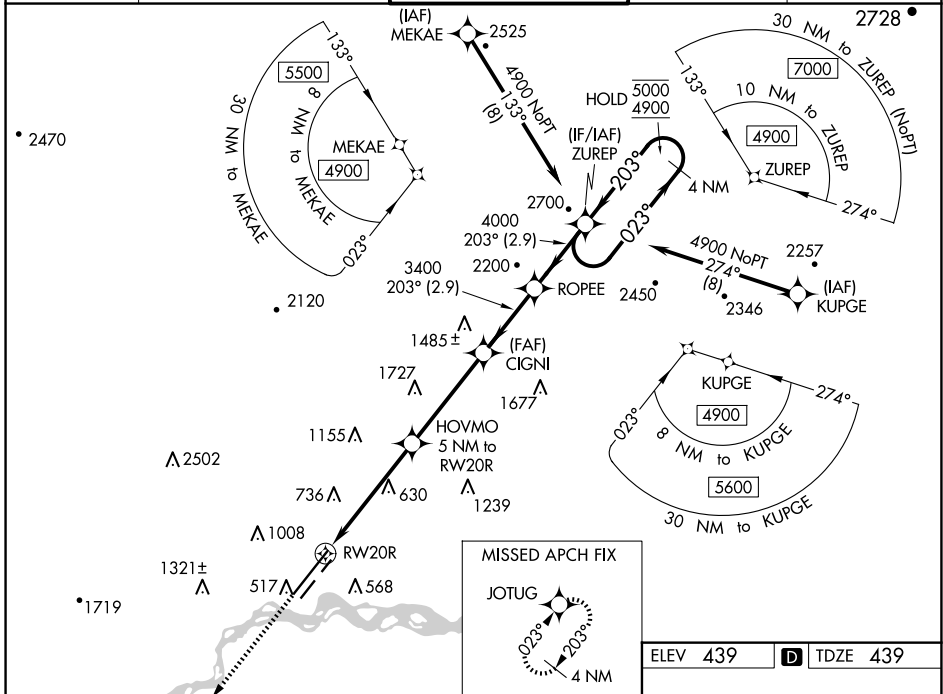 (IAF)
MEKAE
2525
4900 NoPT
133°
(8)
133°
5500
8 NM to MEKAE
30 NM to MEKAE
MEKAE
4900
023°
2470
2120
HOLD
5000
4900
(IF/IAF)
ZUREP
203°
023°
4 NM
2700
4000
203° (2.9)
3400
203° (2.9)
2200
ROPEE
2728
30 NM to ZUREP (NoPT)
7000
133°
10 NM to ZUREP
4900
ZUREP
274°
4900 NoPT
274°
(8)
2257
2450
2346
(IAF)
KUPGE
1485±
(FAF)
CIGNI
1727
1677
KUPGE
274°
023°
4900
8 NM to KUPGE
5600
30 NM to KUPGE
1155
HOVMO
5 NM to
RW20R
2502
736
630
1239
1008
RW20R
1321±
517
568
1719
MISSED APCH FIX
JOTUG
023°
203°
4 NM
ELEV 439 D TDZE 439